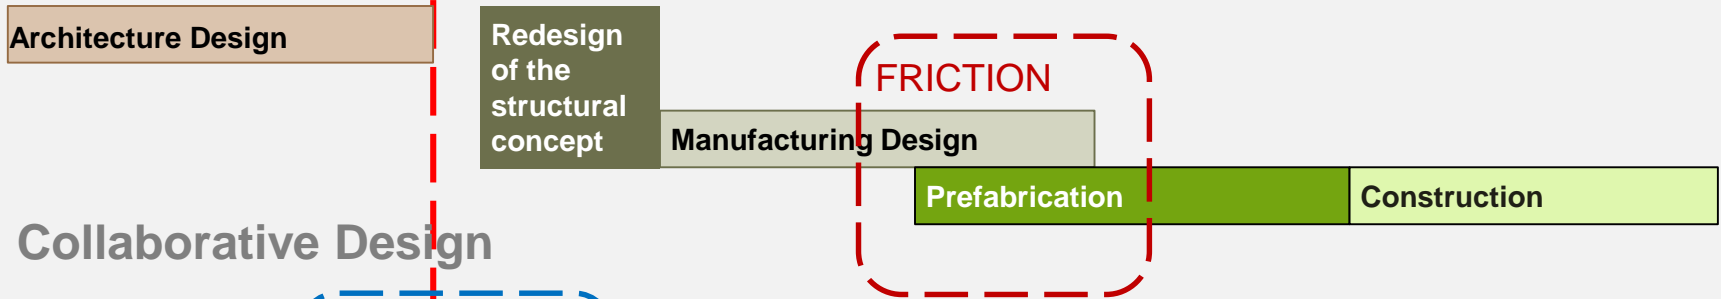 Architecture Design
Redesign
of the
structural
concept
FRICTION
Manufacturing Design
Prefabrication
Construction
Collaborative Design